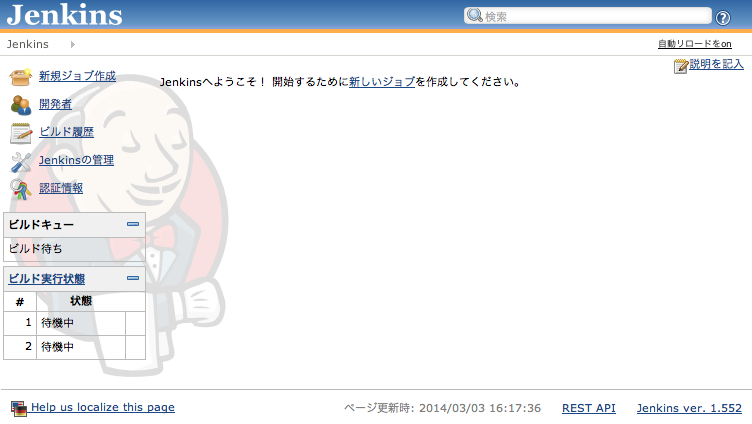 Jenkins
検索
Jenkins
自動リロードをon
説明を記入
新規ジョブ作成
開発者
ビルド履歴
Jenkinsの管理
認証情報
Jenkinsへようこそ！ 開始するために新しいジョブを作成してください。
ビルドキュー
ビルド待ち
ビルド実行状態
# 状態
1 待機中
2 待機中
Help us localize this page
ページ更新時: 2014/03/03 16:17:36 REST API Jenkins ver. 1.552